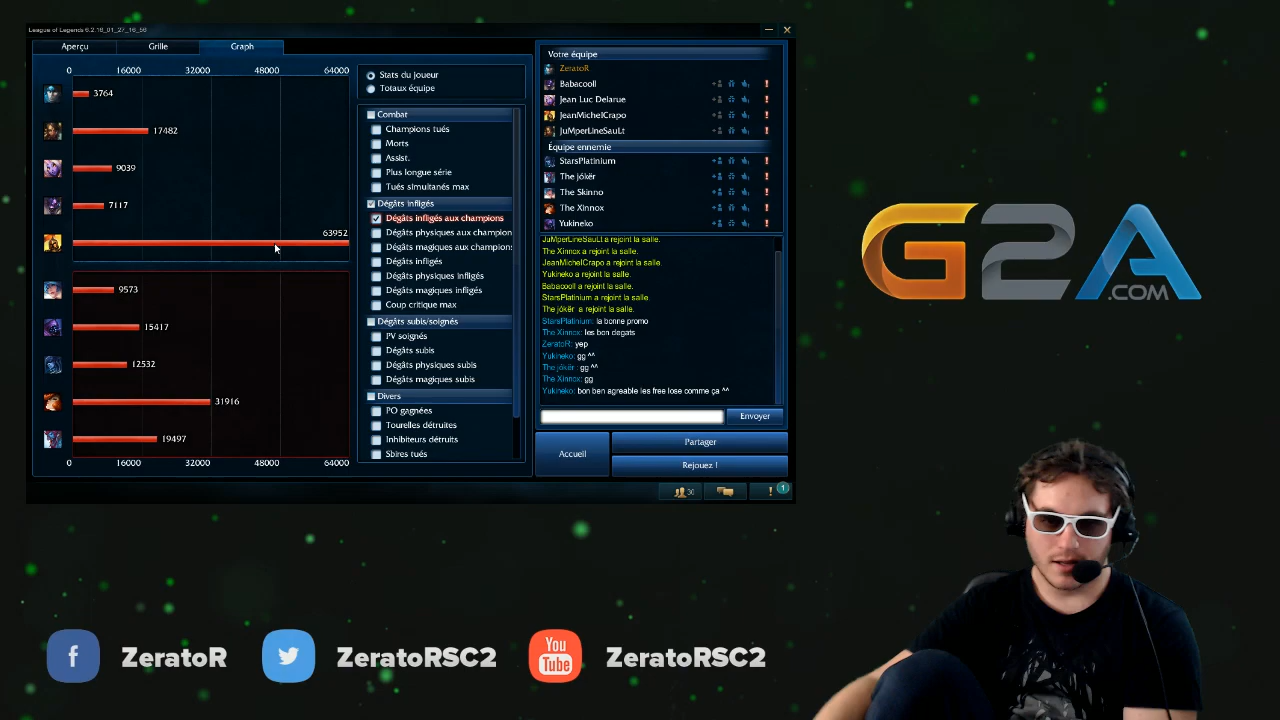 League of Legends 6.2.16_01_27_16_56
Aperçu
Grille
Graph
0 16000 32000 48000 64000
3764
17482
9039
7117
63952
9573
15417
12532
31916
19497
0 16000 32000 48000 64000
Stats du joueur
Totaux équipe
Combat
Champions tués
Morts
Assist.
Plus longue série
Tués simultanés max
Dégâts infligés
Dégâts infligés aux champions
Dégâts physiques aux champion
Dégâts magiques aux champions
Dégâts infligés
Dégâts physiques infligés
Dégâts magiques infligés
Coup critique max
Dégâts subis/soignés
PV soignés
Dégâts subis
Dégâts physiques subis
Dégâts magiques subis
Divers
PO gagnées
Tourelles détruites
Inhibiteurs détruits
Sbires tués
Votre équipe
ZeratoR
Babacooll
Jean Luc Delarue
JeanMichelCrapo
JuMperLineSauLt
Équipe ennemie
StarsPlatinium
The jókër
The Skinno
The Xinnox
Yukineko
JuMperLineSauLt a rejoint la salle.
The Xinnox a rejoint la salle.
JeanMichelCrapo a rejoint la salle.
Yukineko a rejoint la salle.
Babacooll a rejoint la salle.
StarsPlatinium a rejoint la salle.
The jókër a rejoint la salle.
StarsPlatinium: la bonne promo
The Xinnox: les bon degats
ZeratoR: yep
Yukineko: gg ^^
The jókër: gg ^^
The Xinnox: gg
Yukineko: bon ben agreable les free lose comme ça ^^
Envoyer
Accueil
Partager
Rejouez !
30
1
G2A
.COM
f ZeratoR
ZeratoRSC2
You Tube ZeratoRSC2